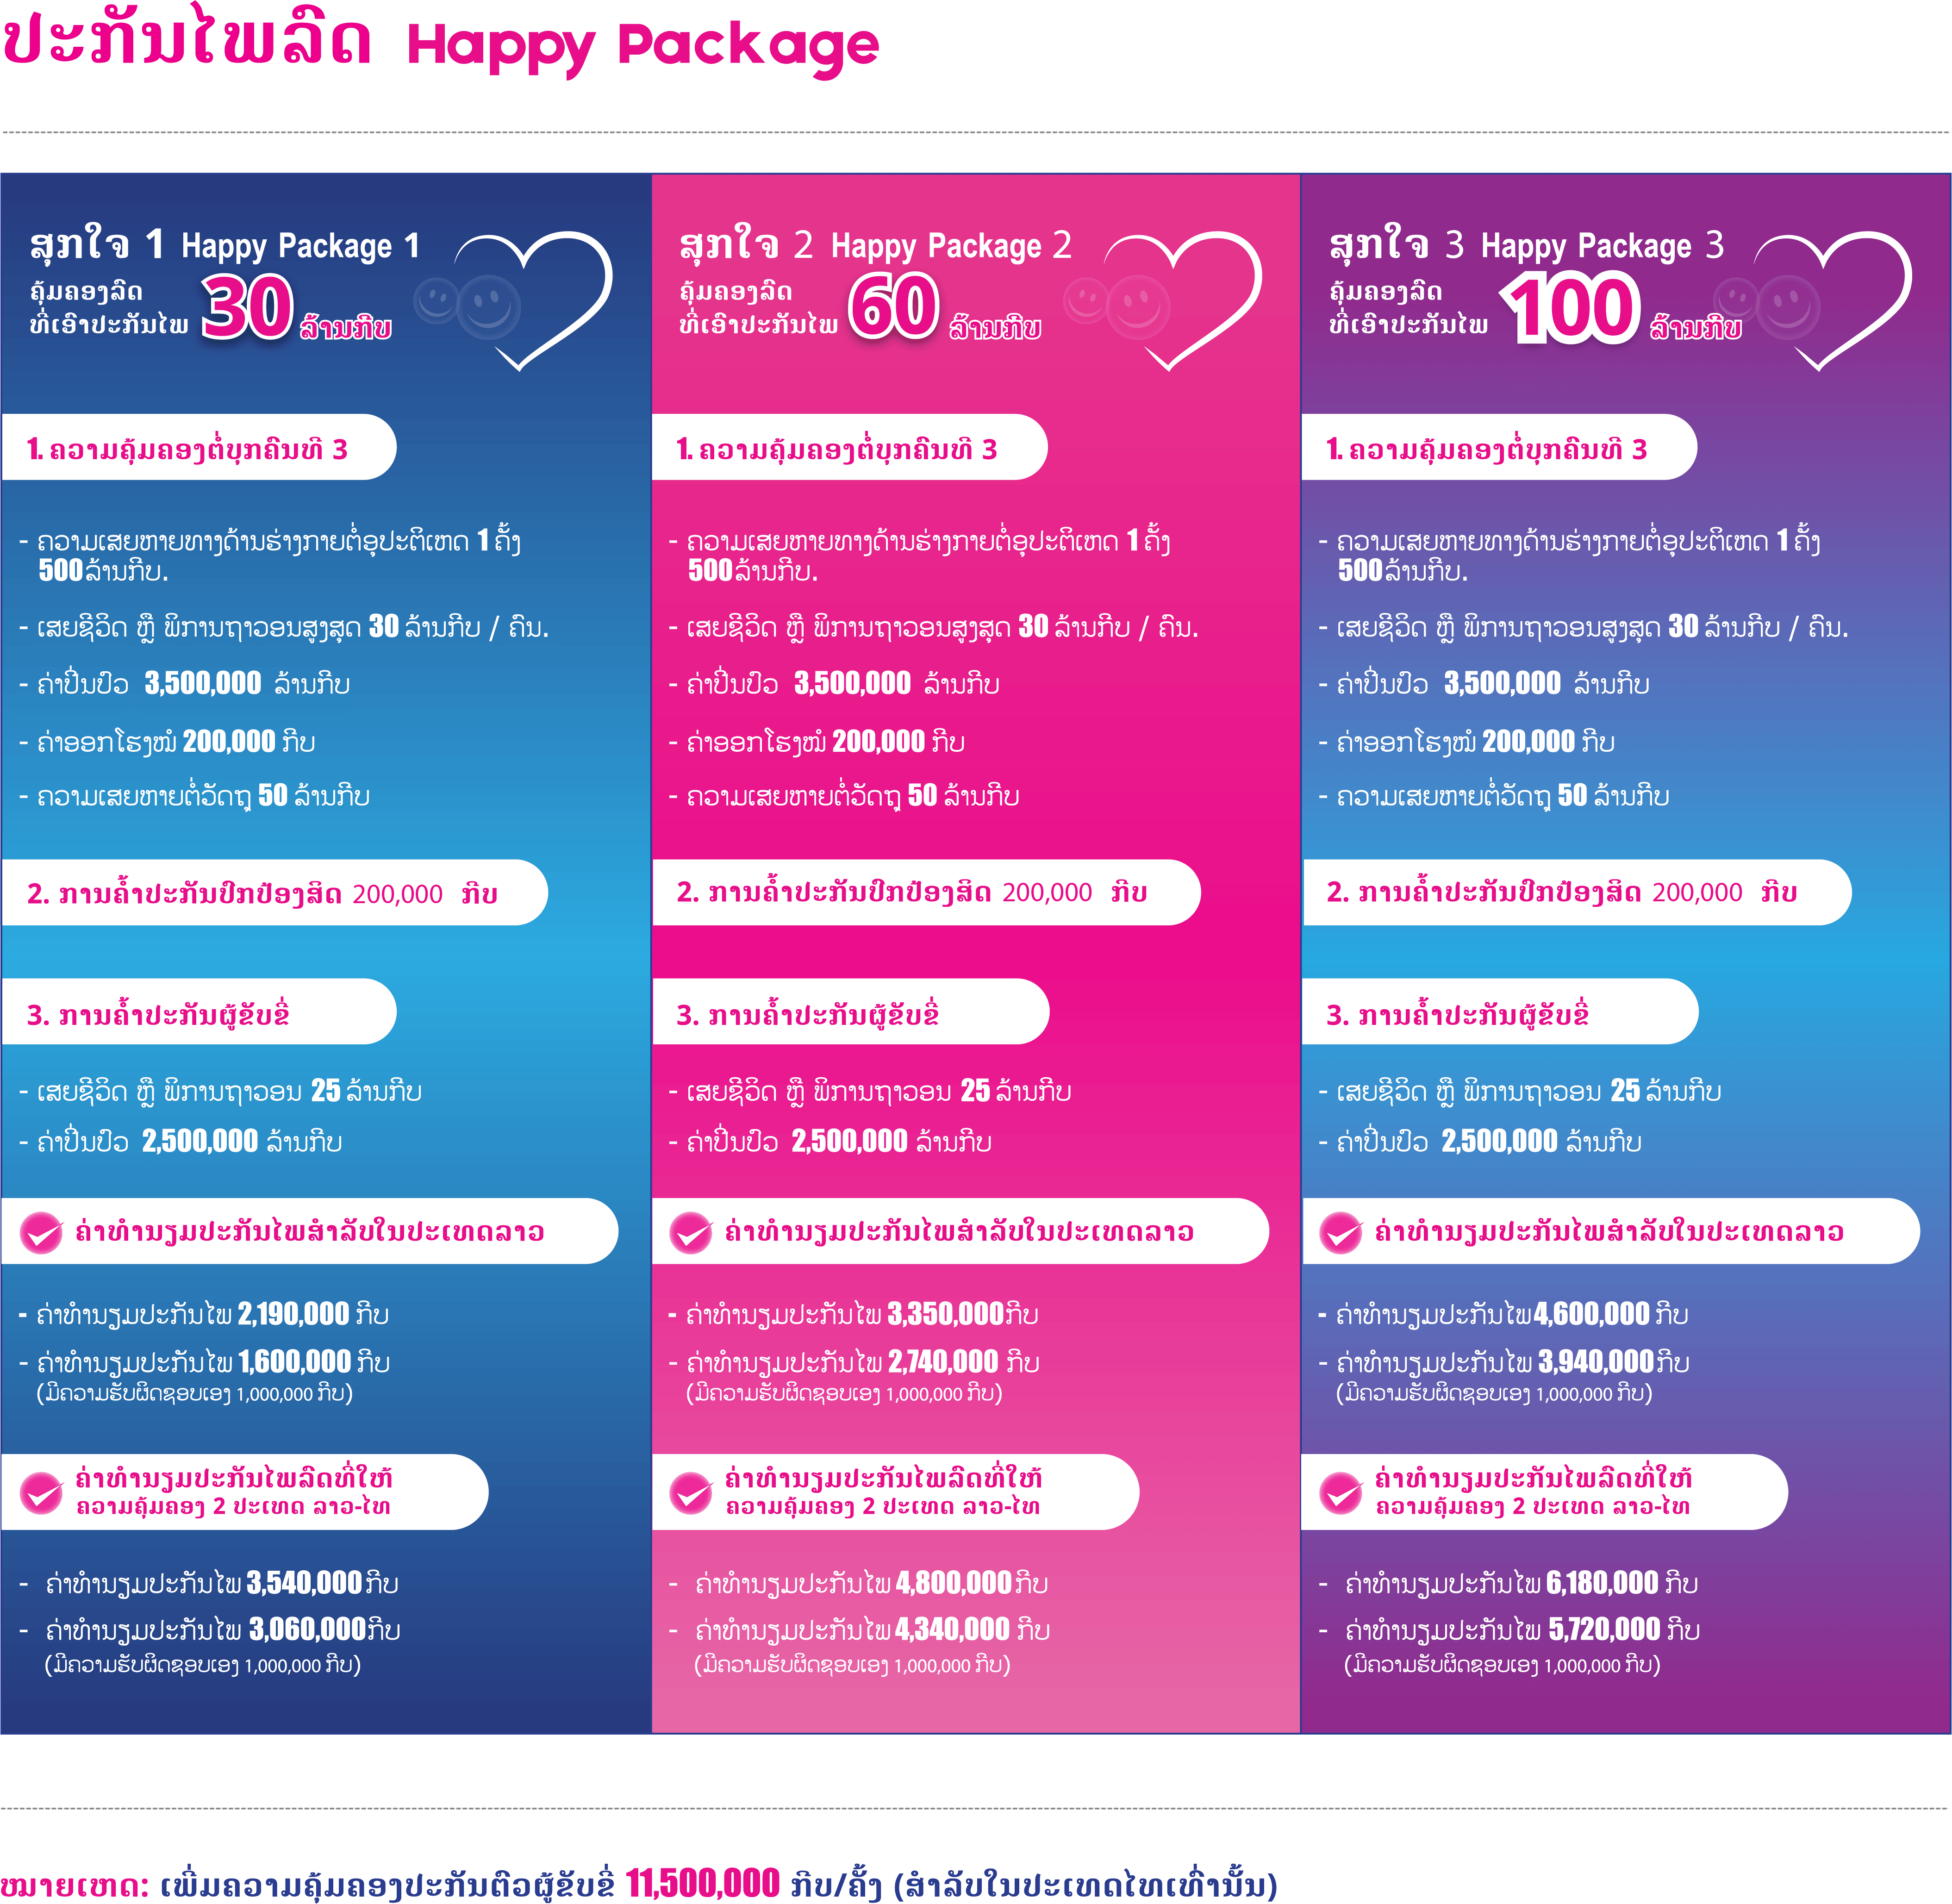 ປະກັນໄພລົດ Happy Package
ສຸກໃຈ 1 Happy Package 1
ຄຸ້ມຄອງລົດ
ທີ່ເອົາປະກັນໄພ 30 ລ້ານກີບ
1. ຄວາມຄຸ້ມຄອງຕໍ່ບຸກຄົນທີ 3
- ຄວາມເສຍຫາຍທາງດ້ານຮ່າງກາຍຕໍ່ອຸປະຕິເຫດ 1 ຄັ້ງ
500 ລ້ານກີບ.
- ເສຍຊີວິດ ຫຼື ພິການຖາວອນສູງສຸດ 30 ລ້ານກີບ / ຄົນ.
- ຄ່າປິ່ນປົວ 3,500,000 ລ້ານກີບ
- ຄ່າອອກໂຮງໝໍ 200,000 ກີບ
- ຄວາມເສຍຫາຍຕໍ່ວັດຖຸ 50 ລ້ານກີບ
2. ການຄ້ຳປະກັນປົກປ້ອງສິດ 200,000 ກີບ
3. ການຄ້ຳປະກັນຜູ້ຂັບຂີ່
- ເສຍຊີວິດ ຫຼື ພິການຖາວອນ 25 ລ້ານກີບ
- ຄ່າປິ່ນປົວ 2,500,000 ລ້ານກີບ
ຄ່າທຳນຽມປະກັນໄພສຳລັບໃນປະເທດລາວ
- ຄ່າທຳນຽມປະກັນໄພ 2,190,000 ກີບ
- ຄ່າທຳນຽມປະກັນໄພ 1,600,000 ກີບ
(ມີຄວາມຮັບຜິດຊອບເອງ 1,000,000 ກີບ)
ຄ່າທຳນຽມປະກັນໄພລົດທີ່ໃຫ້
ຄວາມຄຸ້ມຄອງ 2 ປະເທດ ລາວ-ໄທ
- ຄ່າທຳນຽມປະກັນໄພ 3,540,000 ກີບ
- ຄ່າທຳນຽມປະກັນໄພ 3,060,000 ກີບ
(ມີຄວາມຮັບຜິດຊອບເອງ 1,000,000 ກີບ)
ສຸກໃຈ 2 Happy Package 2
ຄຸ້ມຄອງລົດ
ທີ່ເອົາປະກັນໄພ 60 ລ້ານກີບ
1. ຄວາມຄຸ້ມຄອງຕໍ່ບຸກຄົນທີ 3
- ຄວາມເສຍຫາຍທາງດ້ານຮ່າງກາຍຕໍ່ອຸປະຕິເຫດ 1 ຄັ້ງ
500 ລ້ານກີບ.
- ເສຍຊີວິດ ຫຼື ພິການຖາວອນສູງສຸດ 30 ລ້ານກີບ / ຄົນ.
- ຄ່າປິ່ນປົວ 3,500,000 ລ້ານກີບ
- ຄ່າອອກໂຮງໝໍ 200,000 ກີບ
- ຄວາມເສຍຫາຍຕໍ່ວັດຖຸ 50 ລ້ານກີບ
2. ການຄ້ຳປະກັນປົກປ້ອງສິດ 200,000 ກີບ
3. ການຄ້ຳປະກັນຜູ້ຂັບຂີ່
- ເສຍຊີວິດ ຫຼື ພິການຖາວອນ 25 ລ້ານກີບ
- ຄ່າປິ່ນປົວ 2,500,000 ລ້ານກີບ
ຄ່າທຳນຽມປະກັນໄພສຳລັບໃນປະເທດລາວ
- ຄ່າທຳນຽມປະກັນໄພ 3,350,000 ກີບ
- ຄ່າທຳນຽມປະກັນໄພ 2,740,000 ກີບ
(ມີຄວາມຮັບຜິດຊອບເອງ 1,000,000 ກີບ)
ຄ່າທຳນຽມປະກັນໄພລົດທີ່ໃຫ້
ຄວາມຄຸ້ມຄອງ 2 ປະເທດ ລາວ-ໄທ
- ຄ່າທຳນຽມປະກັນໄພ 4,800,000 ກີບ
- ຄ່າທຳນຽມປະກັນໄພ 4,340,000 ກີບ
(ມີຄວາມຮັບຜິດຊອບເອງ 1,000,000 ກີບ)
ສຸກໃຈ 3 Happy Package 3
ຄຸ້ມຄອງລົດ
ທີ່ເອົາປະກັນໄພ 100 ລ້ານກີບ
1. ຄວາມຄຸ້ມຄອງຕໍ່ບຸກຄົນທີ 3
- ຄວາມເສຍຫາຍທາງດ້ານຮ່າງກາຍຕໍ່ອຸປະຕິເຫດ 1 ຄັ້ງ
500 ລ້ານກີບ.
- ເສຍຊີວິດ ຫຼື ພິການຖາວອນສູງສຸດ 30 ລ້ານກີບ / ຄົນ.
- ຄ່າປິ່ນປົວ 3,500,000 ລ້ານກີບ
- ຄ່າອອກໂຮງໝໍ 200,000 ກີບ
- ຄວາມເສຍຫາຍຕໍ່ວັດຖຸ 50 ລ້ານກີບ
2. ການຄ້ຳປະກັນປົກປ້ອງສິດ 200,000 ກີບ
3. ການຄ້ຳປະກັນຜູ້ຂັບຂີ່
- ເສຍຊີວິດ ຫຼື ພິການຖາວອນ 25 ລ້ານກີບ
- ຄ່າປິ່ນປົວ 2,500,000 ລ້ານກີບ
ຄ່າທຳນຽມປະກັນໄພສຳລັບໃນປະເທດລາວ
- ຄ່າທຳນຽມປະກັນໄພ 4,600,000 ກີບ
- ຄ່າທຳນຽມປະກັນໄພ 3,940,000 ກີບ
(ມີຄວາມຮັບຜິດຊອບເອງ 1,000,000 ກີບ)
ຄ່າທຳນຽມປະກັນໄພລົດທີ່ໃຫ້
ຄວາມຄຸ້ມຄອງ 2 ປະເທດ ລາວ-ໄທ
- ຄ່າທຳນຽມປະກັນໄພ 6,180,000 ກີບ
- ຄ່າທຳນຽມປະກັນໄພ 5,720,000 ກີບ
(ມີຄວາມຮັບຜິດຊອບເອງ 1,000,000 ກີບ)
ໝາຍເຫດ: ເພີ່ມຄວາມຄຸ້ມຄອງປະກັນຕົວຜູ້ຂັບຂີ່ 11,500,000 ກີບ/ຄັ້ງ (ສຳລັບໃນປະເທດໄທເທົ່ານັ້ນ)